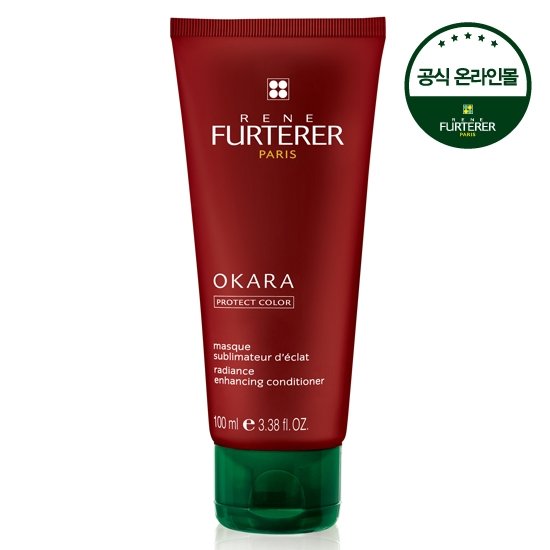 RENE
FURTERER
PARIS
OKARA
PROTECT COLOR
masque
sublimateur d'éclat
radiance
enhancing conditioner
100 ml e 3.38 fl.OZ.
공식 온라인몰
RENE
FURTERER